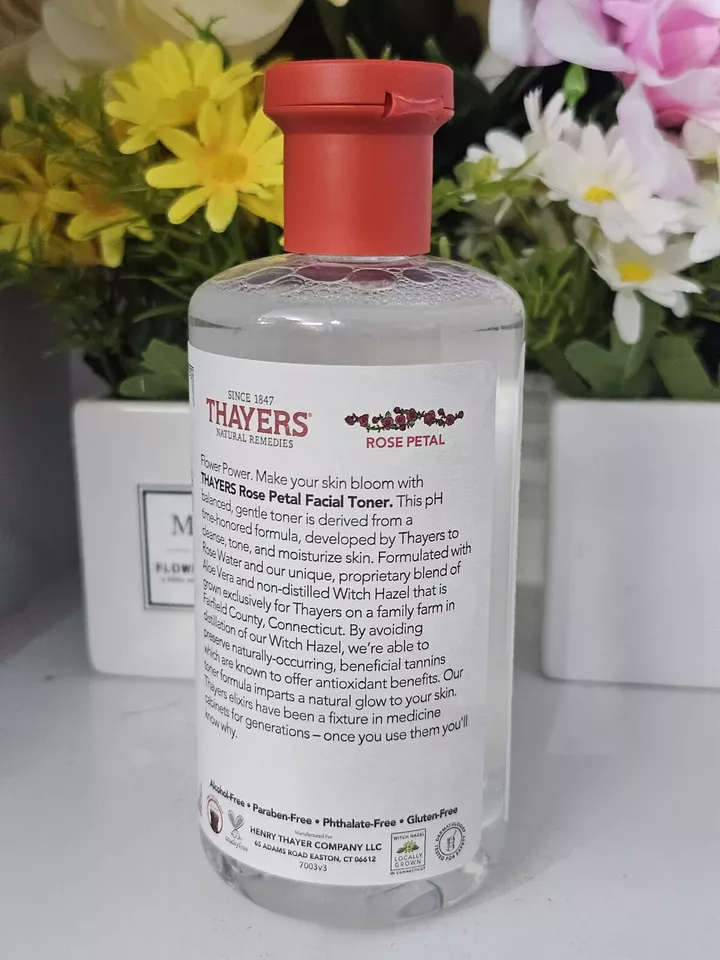 SINCE 1847
THAYERS®
NATURAL REMEDIES
ROSE PETAL
Flower Power. Make your skin bloom with
THAYERS Rose Petal Facial Toner. This pH
balanced, gentle toner is derived from a
time-honored formula, developed by Thayers to
cleanse, tone, and moisturize skin. Formulated with
Rose Water and our unique, proprietary blend of
Aloe Vera and non-distilled Witch Hazel that is
grown exclusively for Thayers on a family farm in
Fairfield County, Connecticut. By avoiding
distillation of our Witch Hazel, we're able to
preserve naturally-occurring, beneficial tannins
which are known to offer antioxidant benefits. Our
toner formula imparts a natural glow to your skin.
Thayers elixirs have been a fixture in medicine
cabinets for generations – once you use them you'll
know why.
Alcohol-Free • Paraben-Free • Phthalate-Free • Gluten-Free
Manufactured For
HENRY THAYER COMPANY LLC
65 ADAMS ROAD EASTON, CT 06612
7003v3
Cruelty Free
WITCH HAZEL
LOCALLY
GROWN
IN CONNECTICUT
M
FLOW